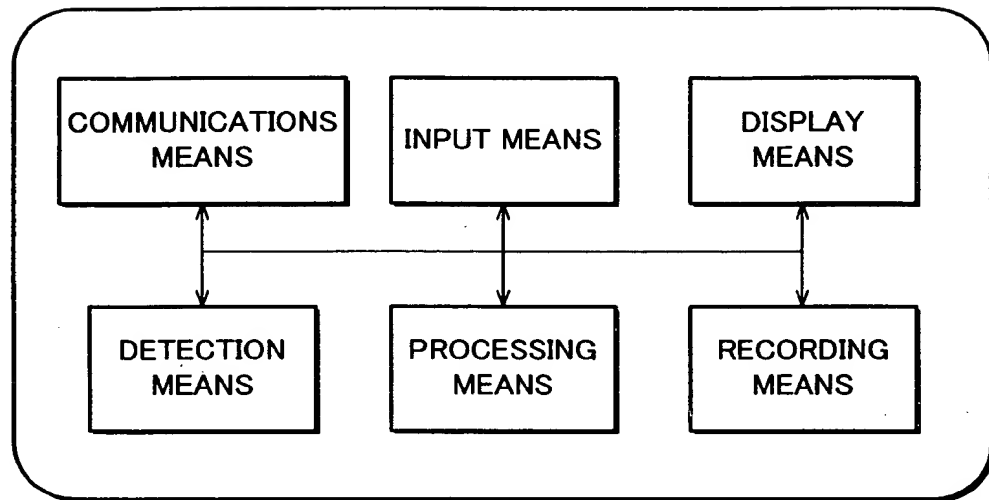 COMMUNICATIONS
MEANS
INPUT MEANS
DISPLAY
MEANS
DETECTION
MEANS
PROCESSING
MEANS
RECORDING
MEANS